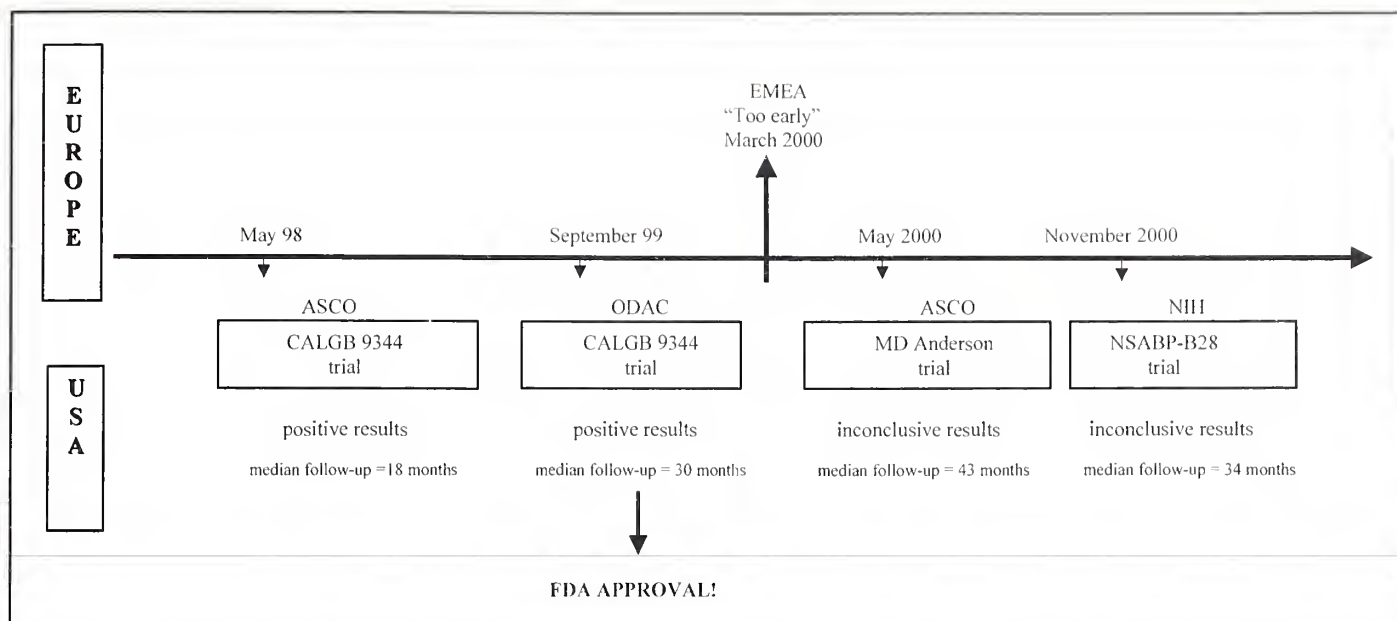 EUROPE
EMEA
“Too early”
March 2000
May 98
September 99
May 2000
November 2000
USA
ASCO
CALGB 9344
trial
positive results
median follow-up =18 months
ODAC
CALGB 9344
trial
positive results
median follow-up = 30 months
ASCO
MD Anderson
trial
inconclusive results
median follow-up = 43 months
NIH
NSABP-B28
trial
inconclusive results
median follow-up = 34 months
FDA APPROVAL!